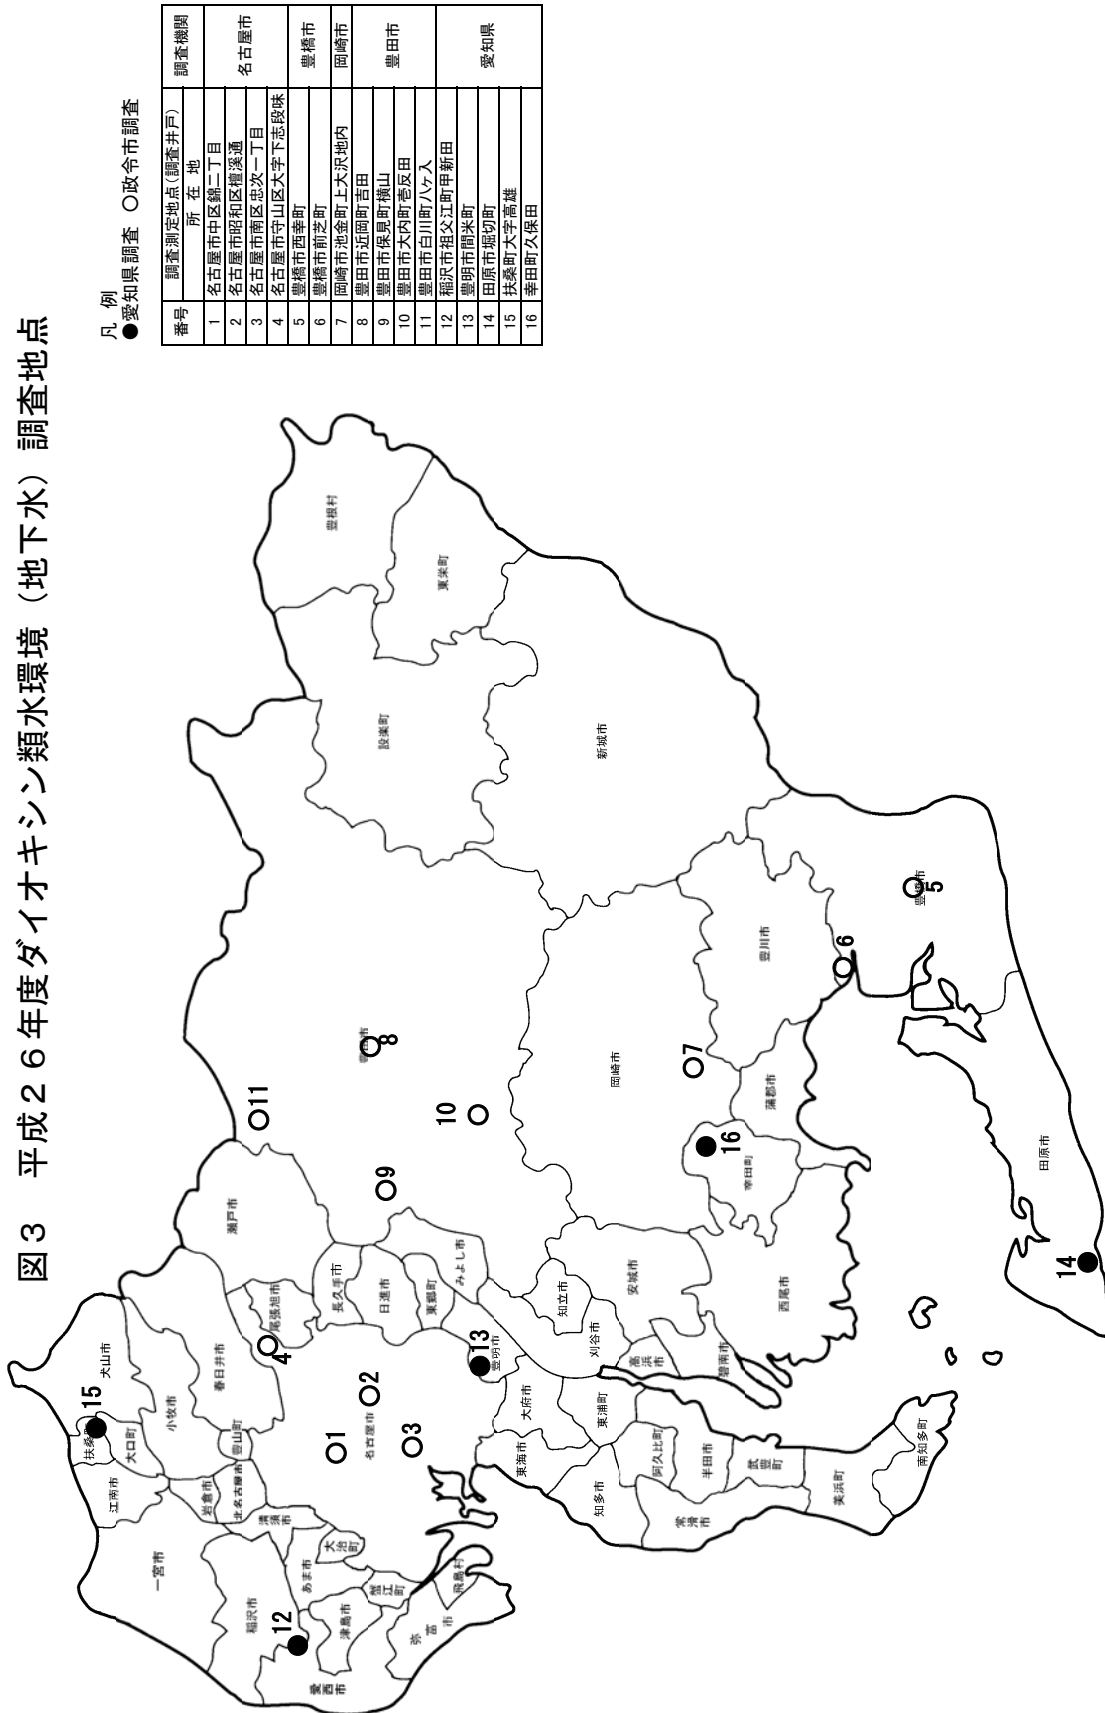 図３　平成２６年度ダイオキシン類水環境（地下水）調査地点
凡 例
●愛知県調査 ○政令市調査
番号 調査測定地点（調査井戸） 所 在 地 調査機関
1 名古屋市中区錦二丁目 名古屋市
2 名古屋市昭和区檀溪通
3 名古屋市南区忠次一丁目
4 名古屋市守山区大字下志段味
5 豊橋市西幸町 豊橋市
6 豊橋市前芝町
7 岡崎市池金町上大沢地内 岡崎市
8 豊田市近岡町吉田 豊田市
9 豊田市保見町横山
10 豊田市大内町壱反田
11 豊田市白川町八ヶ入
12 稲沢市祖父江町甲新田 愛知県
13 豊明市間米町
14 田原市堀切町
15 扶桑町大字高雄
16 幸田町久保田
豊根村
東栄町
設楽町
新城市
豊橋市
5
6
豊川市
豊田市
8
11
10
9
岡崎市
7
蒲郡市
16
幸田町
田原市
14
瀬戸市
尾張旭市
4
長久手市
日進市
東郷町
みよし市
豊明市
13
知立市
刈谷市
安城市
高浜市
碧南市
西尾市
犬山市
15
扶桑町
大口町
小牧市
春日井市
豊山町
江南市
岩倉市
北名古屋市
清須市
名古屋市
1
2
3
一宮市
稲沢市
12
あま市
大治町
津島市
蟹江町
愛西市
弥富市
飛島村
大府市
東海市
東浦町
知多市
阿久比町
半田市
常滑市
武豊町
美浜町
南知多町